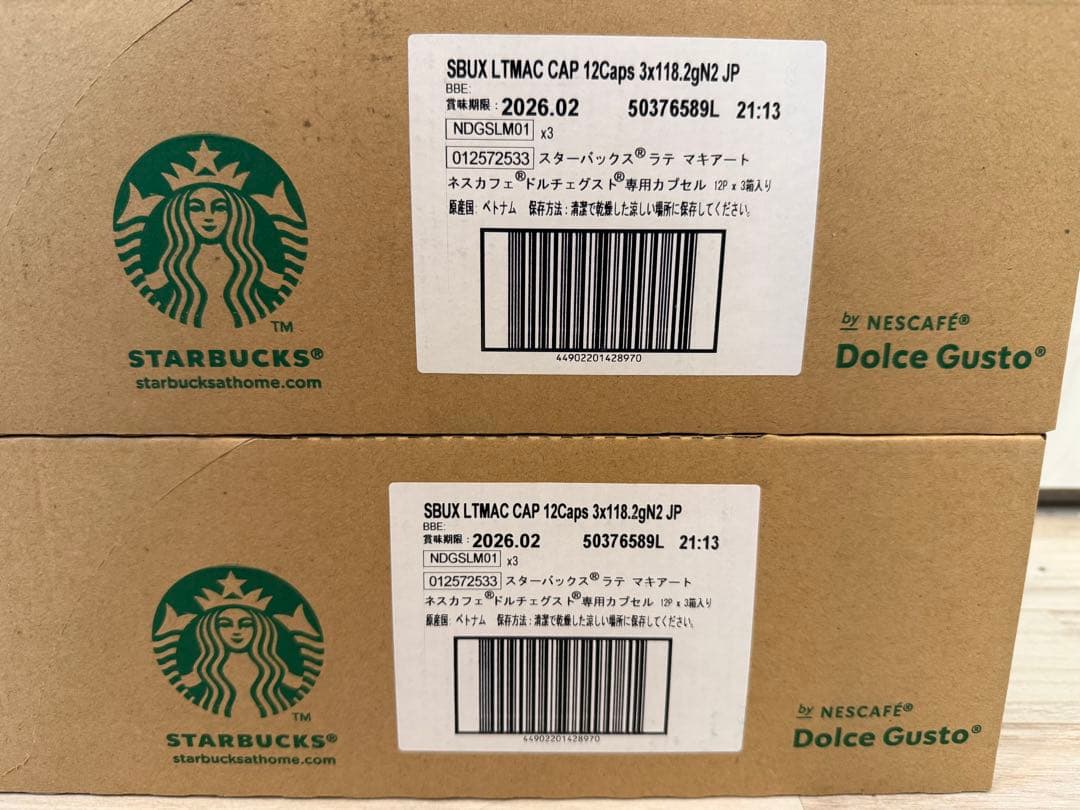 SBUX LTMAC CAP 12Caps 3x118.2gN2 JP
BBE:
賞味期限：2026.02 50376589L 21:13
NDGSLM01 x3
012572533 スターバックス® ラテ マキアート
ネスカフェ®ドルチェグスト®専用カプセル 12P x 3箱入り
原産国: ベトナム 保存方法：清潔で乾燥した涼しい場所に保存してください。
44902201428970
TM
STARBUCKS®
starbucksathome.com
by NESCAFÉ®
Dolce Gusto®
SBUX LTMAC CAP 12Caps 3x118.2gN2 JP
BBE:
賞味期限：2026.02 50376589L 21:13
NDGSLM01 x3
012572533 スターバックス® ラテ マキアート
ネスカフェ®ドルチェグスト®専用カプセル 12P x 3箱入り
原産国: ベトナム 保存方法：清潔で乾燥した涼しい場所に保存してください。
44902201428970
TM
STARBUCKS®
starbucksathome.com
by NESCAFÉ®
Dolce Gusto®